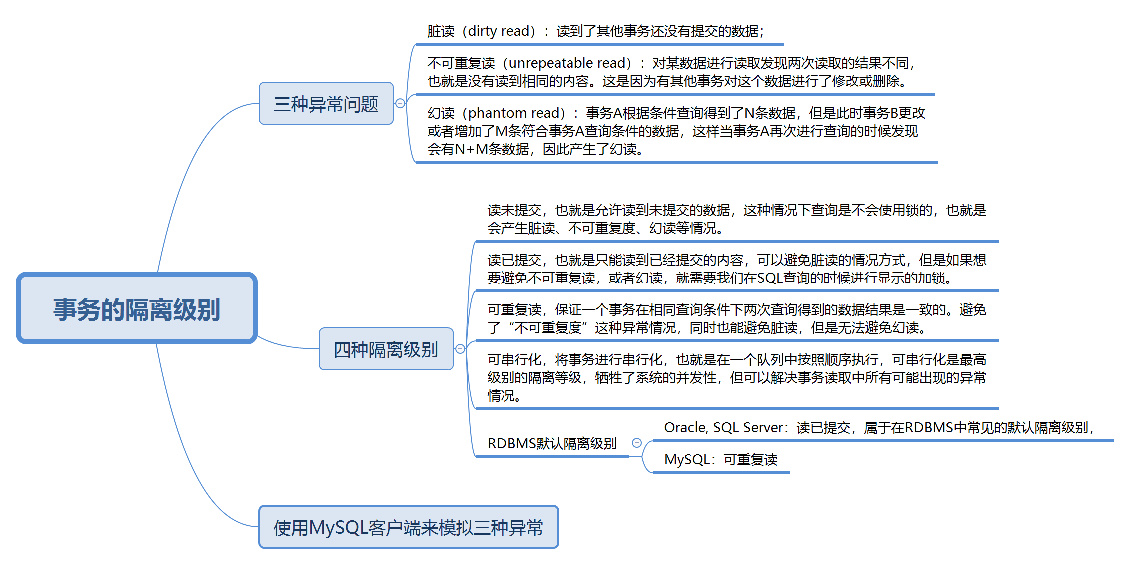 事务的隔离级别
三种异常问题
脏读（dirty read）：读到了其他事务还没有提交的数据；
不可重复读（unrepeatable read）：对某数据进行读取发现两次读取的结果不同，
也就是没有读到相同的内容。这是因为有其他事务对这个数据进行了修改或删除。
幻读（phantom read）：事务A根据条件查询得到了N条数据，但是此时事务B更改
或者增加了M条符合事务A查询条件的数据，这样当事务A再次进行查询的时候发现
会有N+M条数据，因此产生了幻读。
四种隔离级别
读未提交，也就是允许读到未提交的数据，这种情况下查询是不会使用锁的，也就是
会产生脏读、不可重复度、幻读等情况。
读已提交，也就是只能读到已经提交的内容，可以避免脏读的情况方式，但是如果想
要避免不可重复读，或者幻读，就需要我们在SQL查询的时候进行显示的加锁。
可重复读，保证一个事务在相同查询条件下两次查询得到的数据结果是一致的。避免
了“不可重复度”这种异常情况，同时也能避免脏读，但是无法避免幻读。
可串行化，将事务进行串行化，也就是在一个队列中按照顺序执行，可串行化是最高
级别的隔离等级，牺牲了系统的并发性，但可以解决事务读取中所有可能出现的异常
情况。
RDBMS默认隔离级别
Oracle, SQL Server：读已提交，属于在RDBMS中常见的默认隔离级别，
MySQL：可重复读
使用MySQL客户端来模拟三种异常